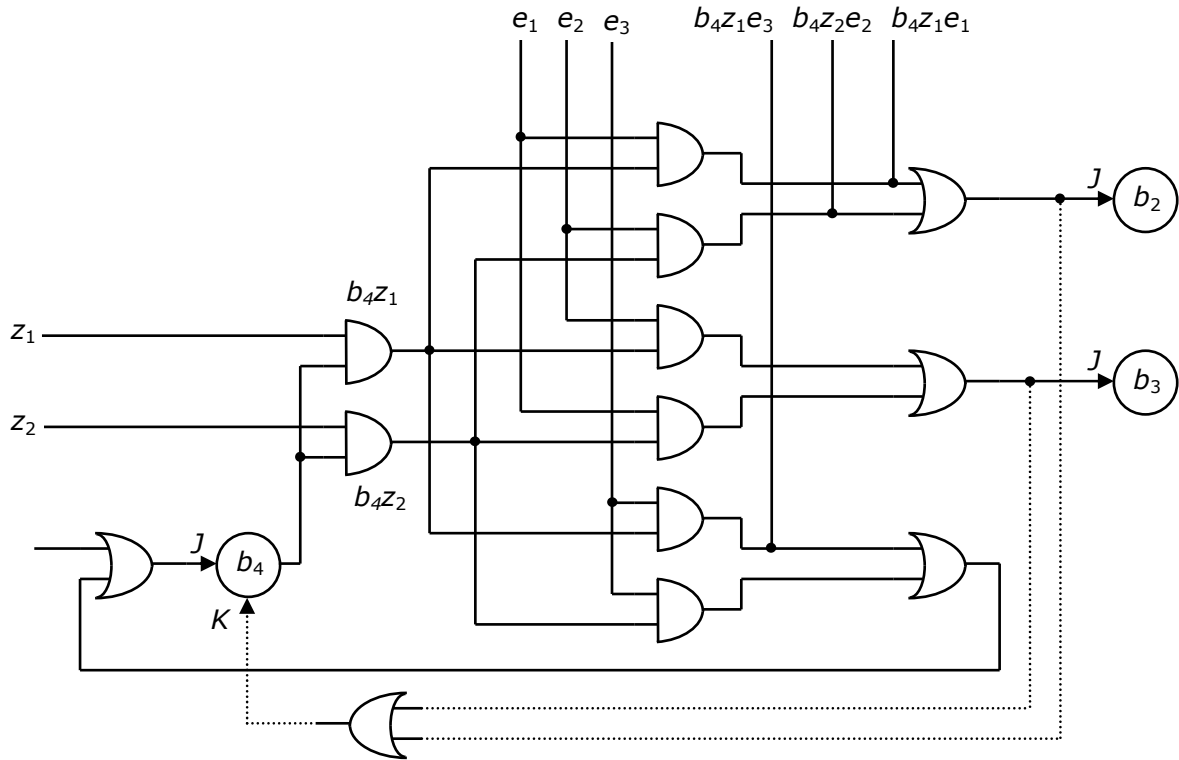 e₁ e₂ e₃ b₄z₁e₃ b₄z₂e₂ b₄z₁e₁
J
b₂
b₄z₁
z₁
J
b₃
z₂
b₄z₂
J
b₄
K